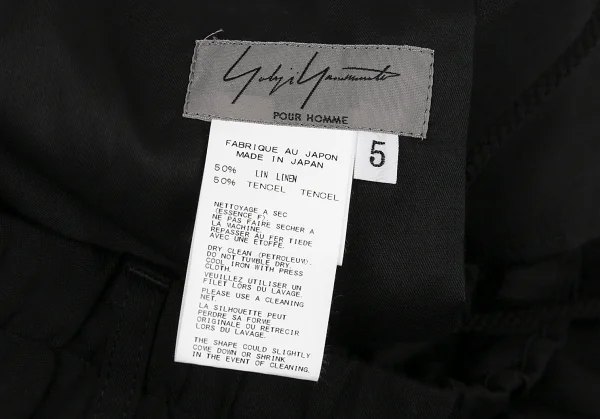 Yohji Yamamoto
POUR HOMME
5
FABRIQUE AU JAPON
MADE IN JAPAN
50% LIN LINEN
50% TENCEL TENCEL
NETTOYAGE A SEC
(ESSENCE F).
NE PAS FAIRE SECHER A
LA MACHINE.
REPASSER AU FER TIEDE
AVEC UNE ETOFFE.
DRY CLEAN (PETROLEUM).
DO NOT TUMBLE DRY.
COOL IRON WITH PRESS
CLOTH.
VEUILLEZ UTILISER UN
FILET LORS DU LAVAGE.
PLEASE USE A CLEANING
NET.
LA SILHOUETTE PEUT
PERDRE SA FORME
ORIGINALE OU RETRECIR
LORS DU LAVAGE.
THE SHAPE COULD SLIGHTLY
COME DOWN OR SHRINK
IN THE EVENT OF CLEANING.